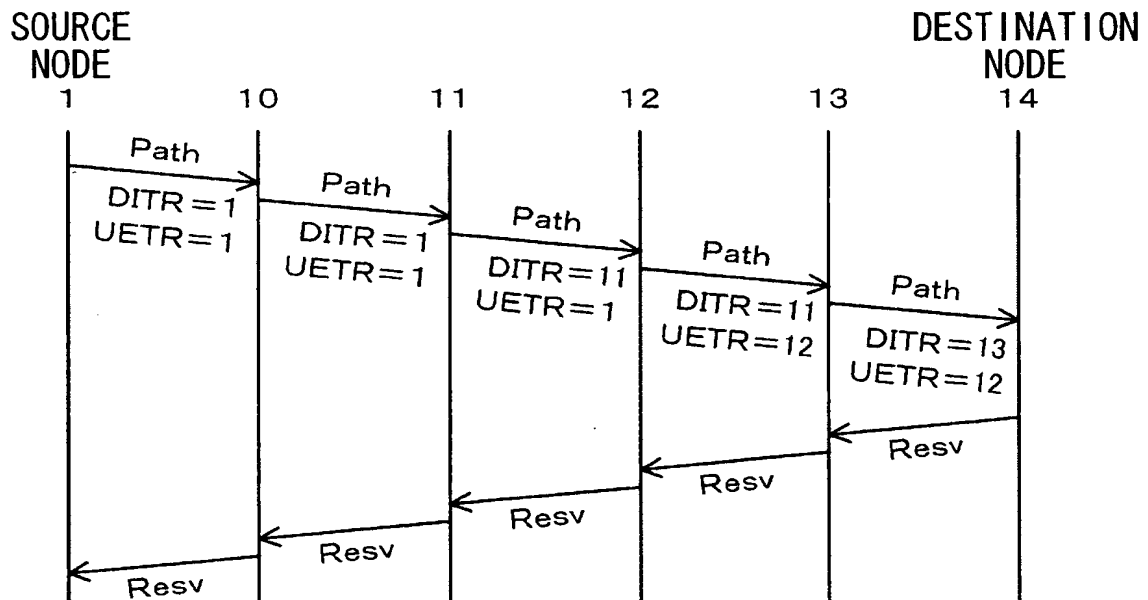 SOURCE
NODE
DESTINATION
NODE
1 10 11 12 13 14
Path
DITR=1
UETR=1
Path
DITR=1
UETR=1
Path
DITR=11
UETR=1
Path
DITR=11
UETR=12
Path
DITR=13
UETR=12
Resv
Resv
Resv
Resv
Resv